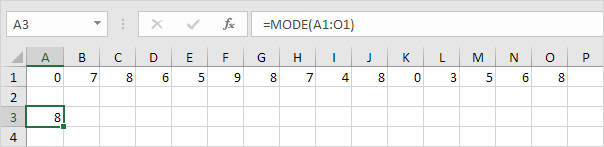 A3 fx =MODE(A1:O1)
A B C D E F G H I J K L M N O P
1 0 7 8 6 5 9 8 7 4 8 0 3 5 6 8
2
3 8
4